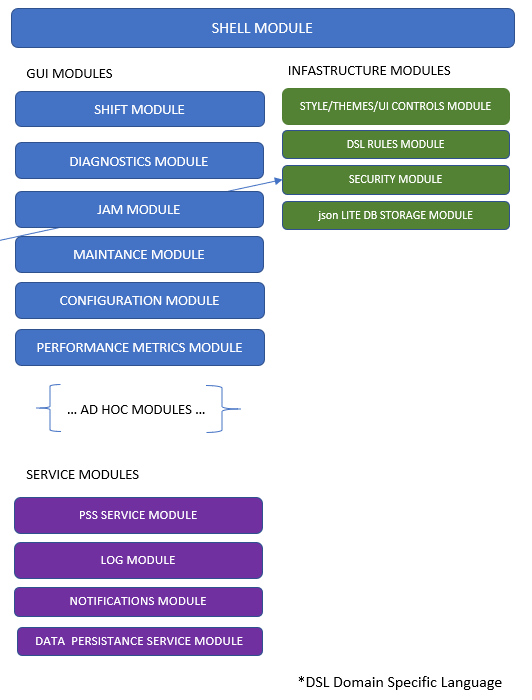 SHELL MODULE
GUI MODULES
SHIFT MODULE
DIAGNOSTICS MODULE
JAM MODULE
MAINTANCE MODULE
CONFIGURATION MODULE
PERFORMANCE METRICS MODULE
... AD HOC MODULES ...
INFASTRUCTURE MODULES
STYLE/THEMES/UI CONTROLS MODULE
DSL RULES MODULE
SECURITY MODULE
json LITE DB STORAGE MODULE
SERVICE MODULES
PSS SERVICE MODULE
LOG MODULE
NOTIFICATIONS MODULE
DATA  PERSISTANCE SERVICE MODULE
*DSL Domain Specific Language